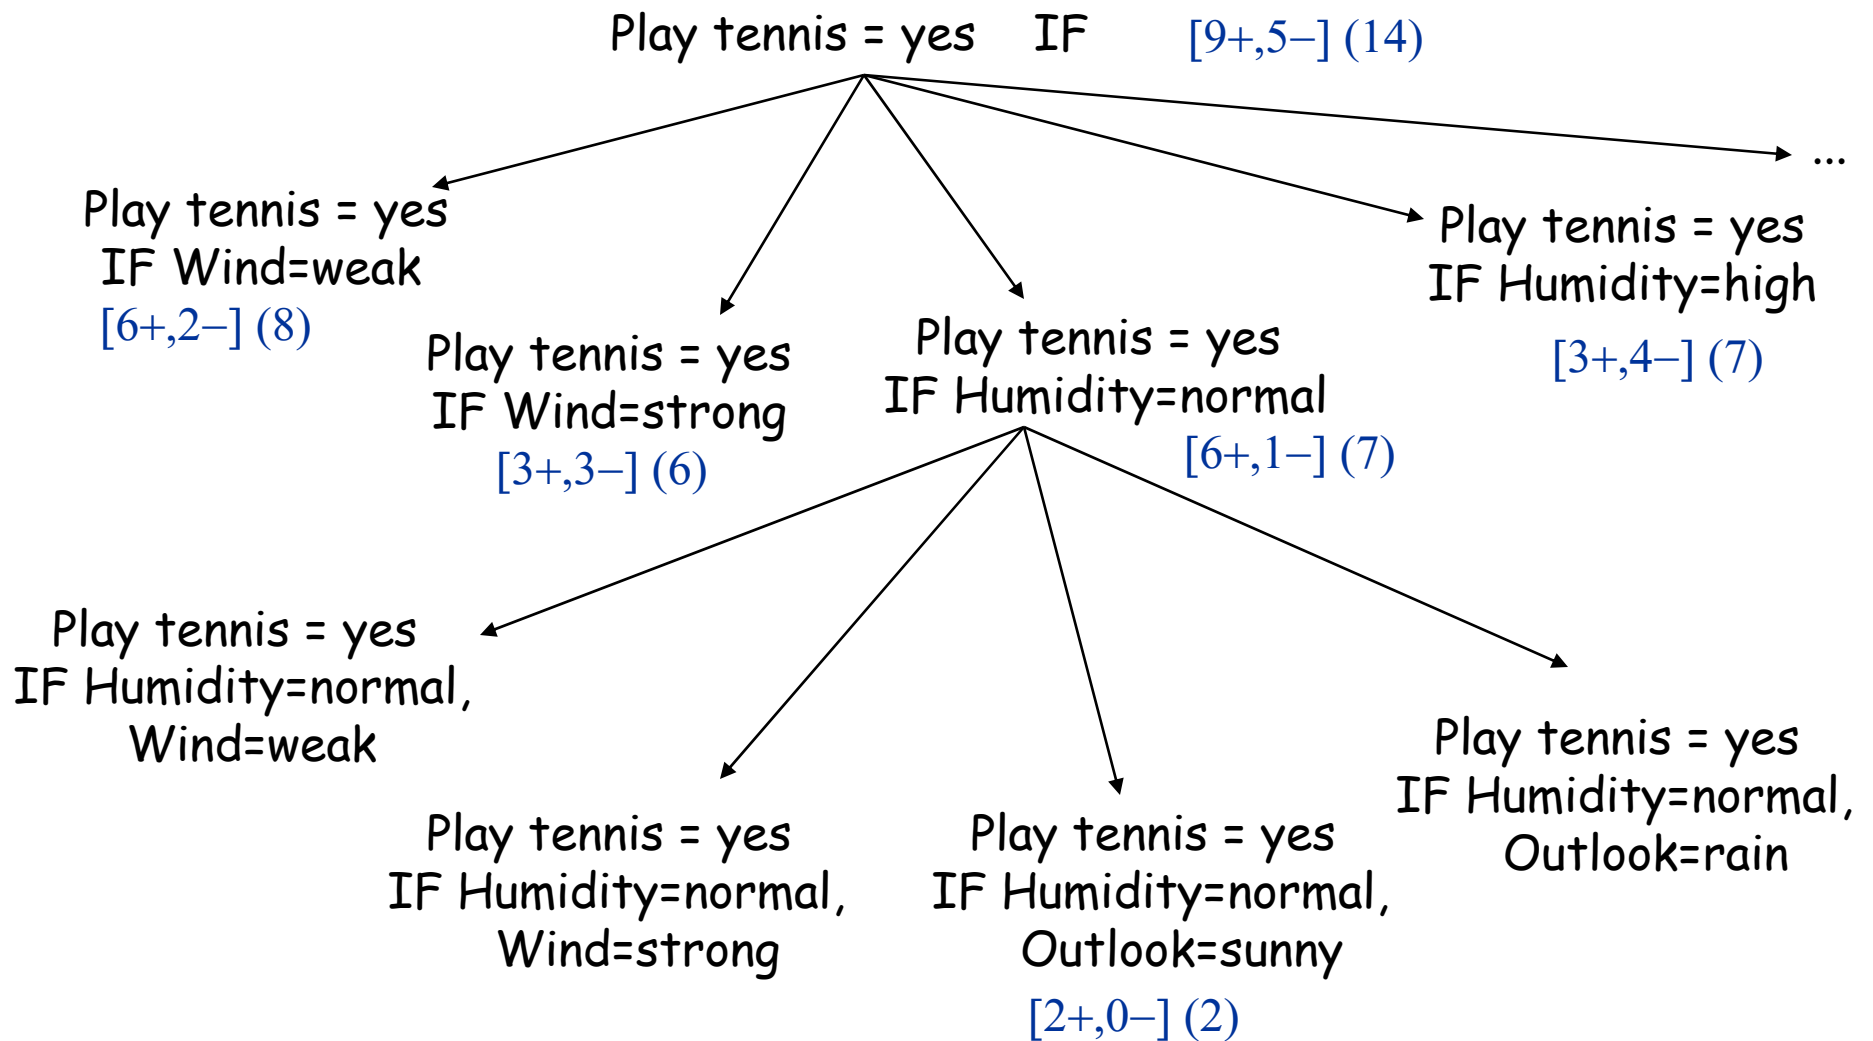 Play tennis = yes IF [9+,5−] (14)
...
Play tennis = yes
IF Wind=weak
[6+,2−] (8)
Play tennis = yes
IF Wind=strong
[3+,3−] (6)
Play tennis = yes
IF Humidity=normal
[6+,1−] (7)
Play tennis = yes
IF Humidity=high
[3+,4−] (7)
Play tennis = yes
IF Humidity=normal,
Wind=weak
Play tennis = yes
IF Humidity=normal,
Wind=strong
Play tennis = yes
IF Humidity=normal,
Outlook=sunny
[2+,0−] (2)
Play tennis = yes
IF Humidity=normal,
Outlook=rain